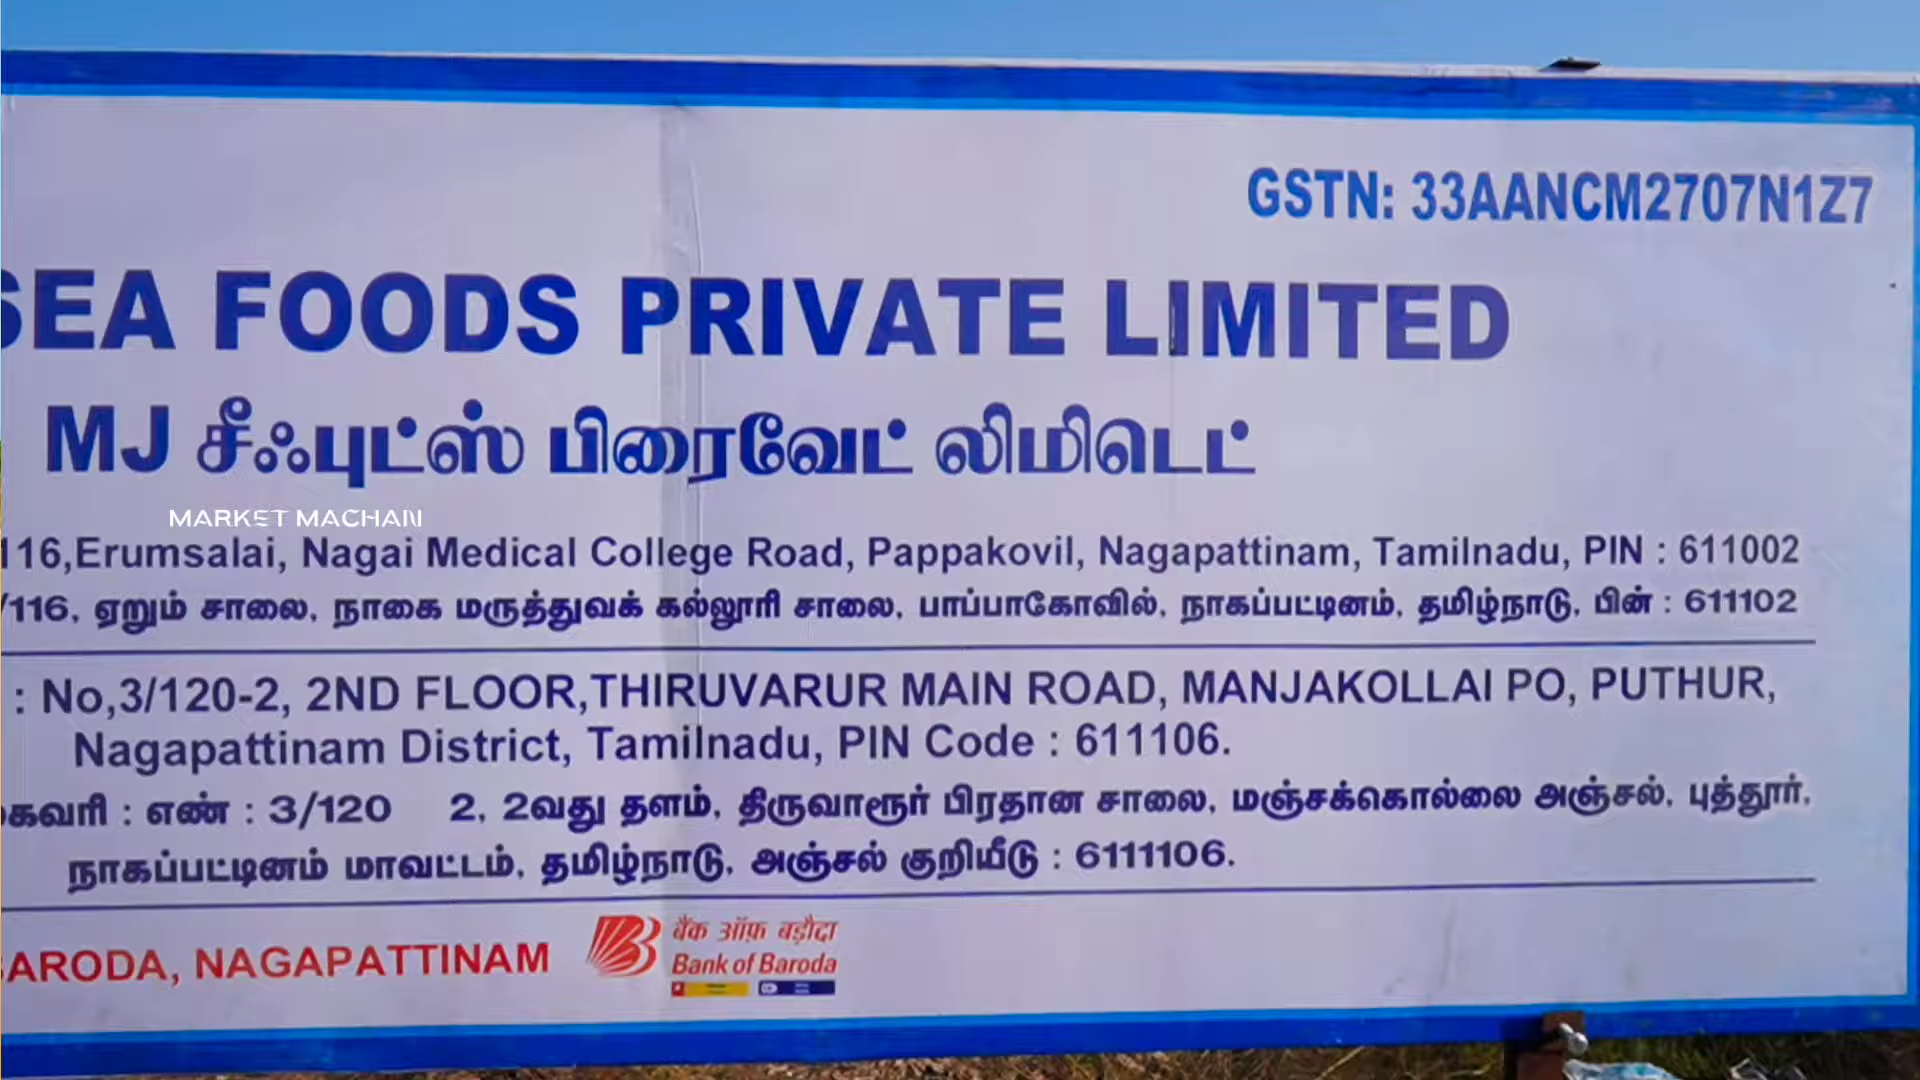 GSTN: 33AANCM2707N1Z7
SEA FOODS PRIVATE LIMITED
MJ சீஃபுட்ஸ் பிரைவேட் லிமிடெட்
MARKET MACHAN
116,Erumsalai, Nagai Medical College Road, Pappakovil, Nagapattinam, Tamilnadu, PIN : 611002
/116, ஏறும் சாலை, நாகை மருத்துவக் கல்லூரி சாலை, பாப்பாகோவில், நாகப்பட்டினம், தமிழ்நாடு, பின் : 611102
: No,3/120-2, 2ND FLOOR,THIRUVARUR MAIN ROAD, MANJAKOLLAI PO, PUTHUR,
Nagapattinam District, Tamilnadu, PIN Code : 611106.
கவரி : எண் : 3/120 2, 2வது தளம், திருவாரூர் பிரதான சாலை, மஞ்சக்கொல்லை அஞ்சல், புத்தூர்,
நாகப்பட்டினம் மாவட்டம், தமிழ்நாடு, அஞ்சல் குறியீடு : 6111106.
ARODA, NAGAPATTINAM
बैंक ऑफ़ बड़ौदा
Bank of Baroda